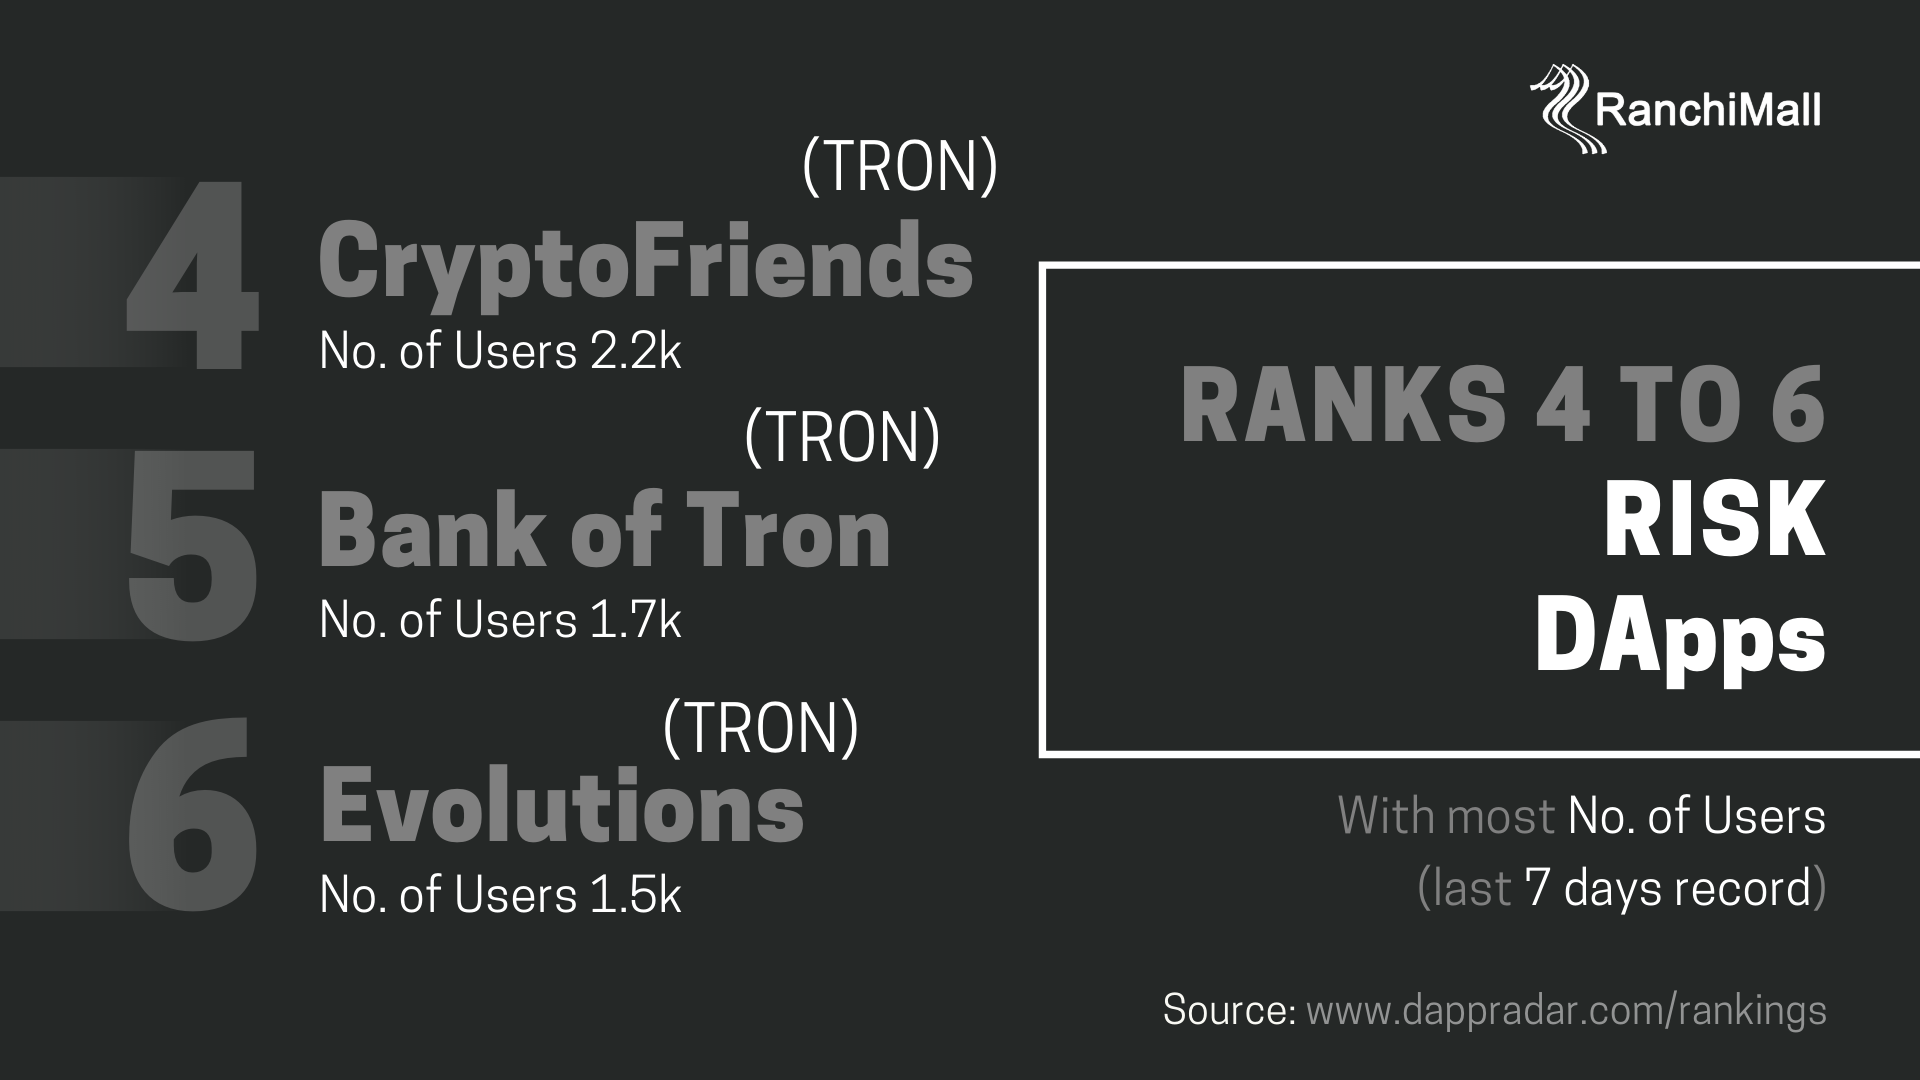 RanchiMall
4
(TRON)
CryptoFriends
No. of Users 2.2k
5
(TRON)
Bank of Tron
No. of Users 1.7k
6
(TRON)
Evolutions
No. of Users 1.5k
RANKS 4 TO 6
RISK
DApps
With most No. of Users
(last 7 days record)
Source: www.dappradar.com/rankings